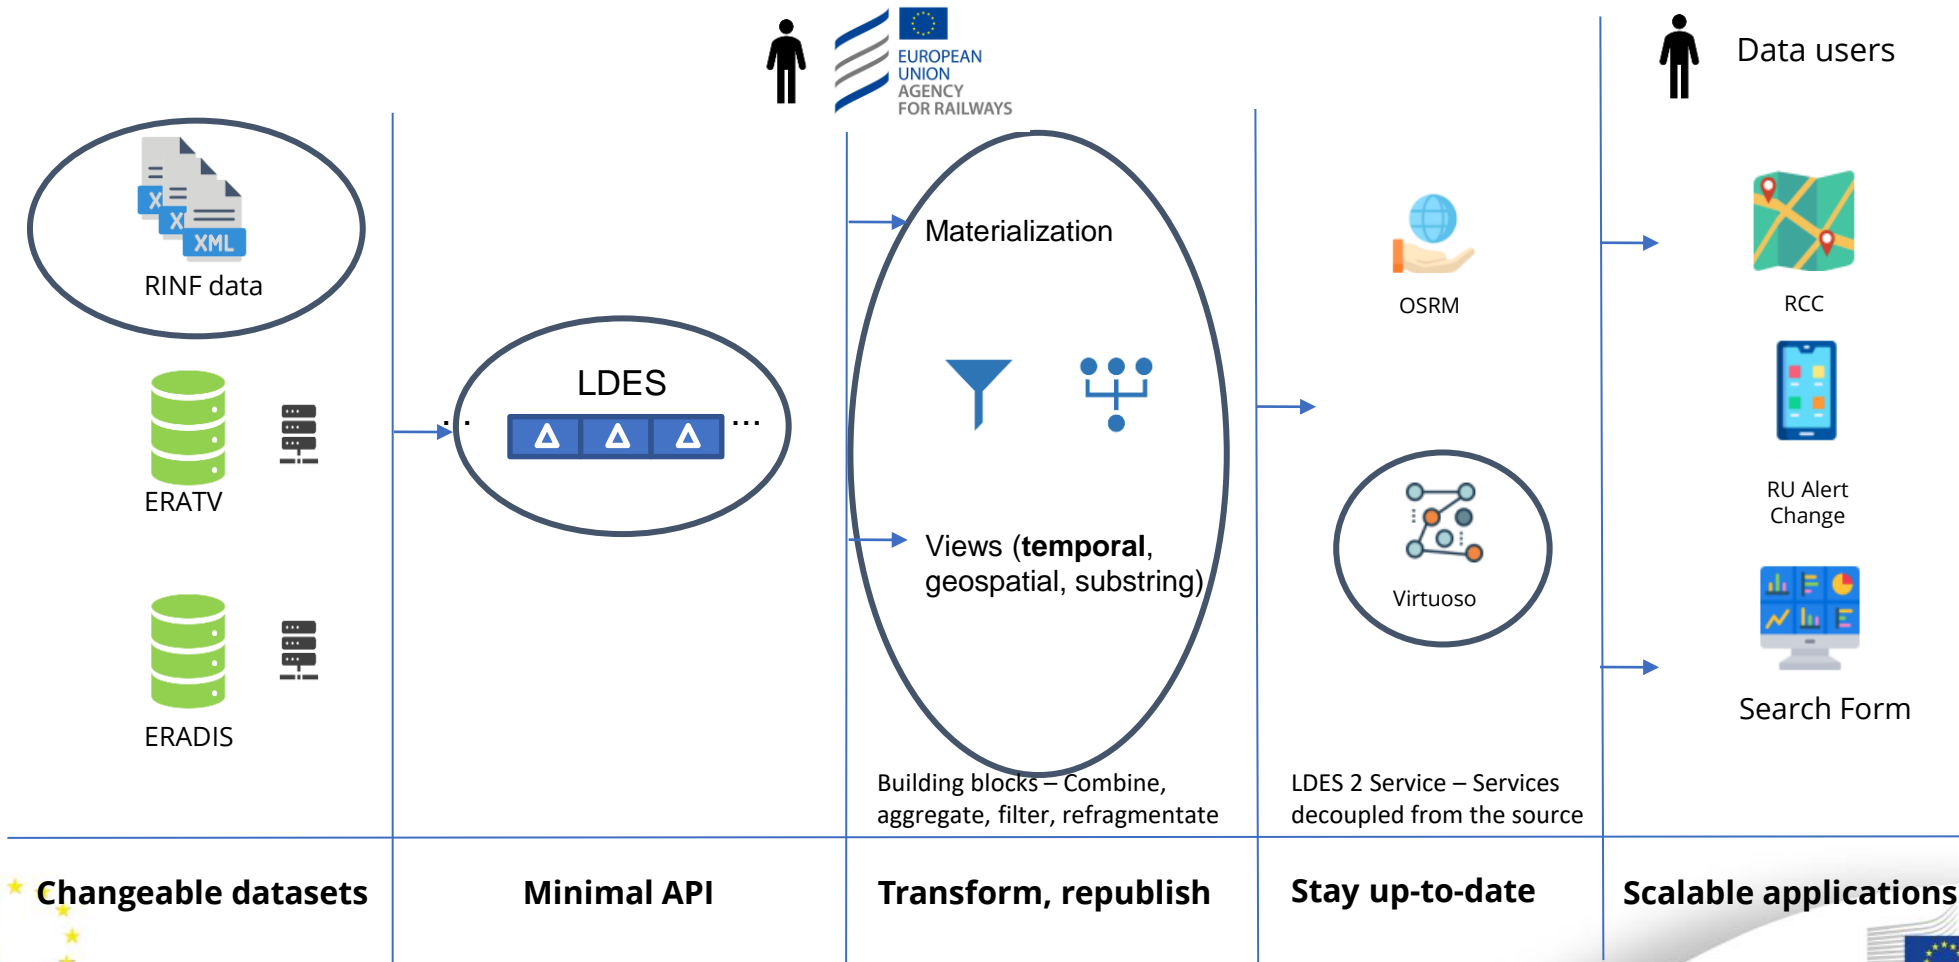 EUROPEAN
UNION
AGENCY
FOR RAILWAYS
Data users
X
X
XML
RINF data
ERATV
ERADIS
LDES
...
...
Materialization
Views (temporal,
geospatial, substring)
Building blocks – Combine,
aggregate, filter, refragmentate
OSRM
Virtuoso
LDES 2 Service – Services
decoupled from the source
RCC
RU Alert
Change
Search Form
Changeable datasets
Minimal API
Transform, republish
Stay up-to-date
Scalable applications